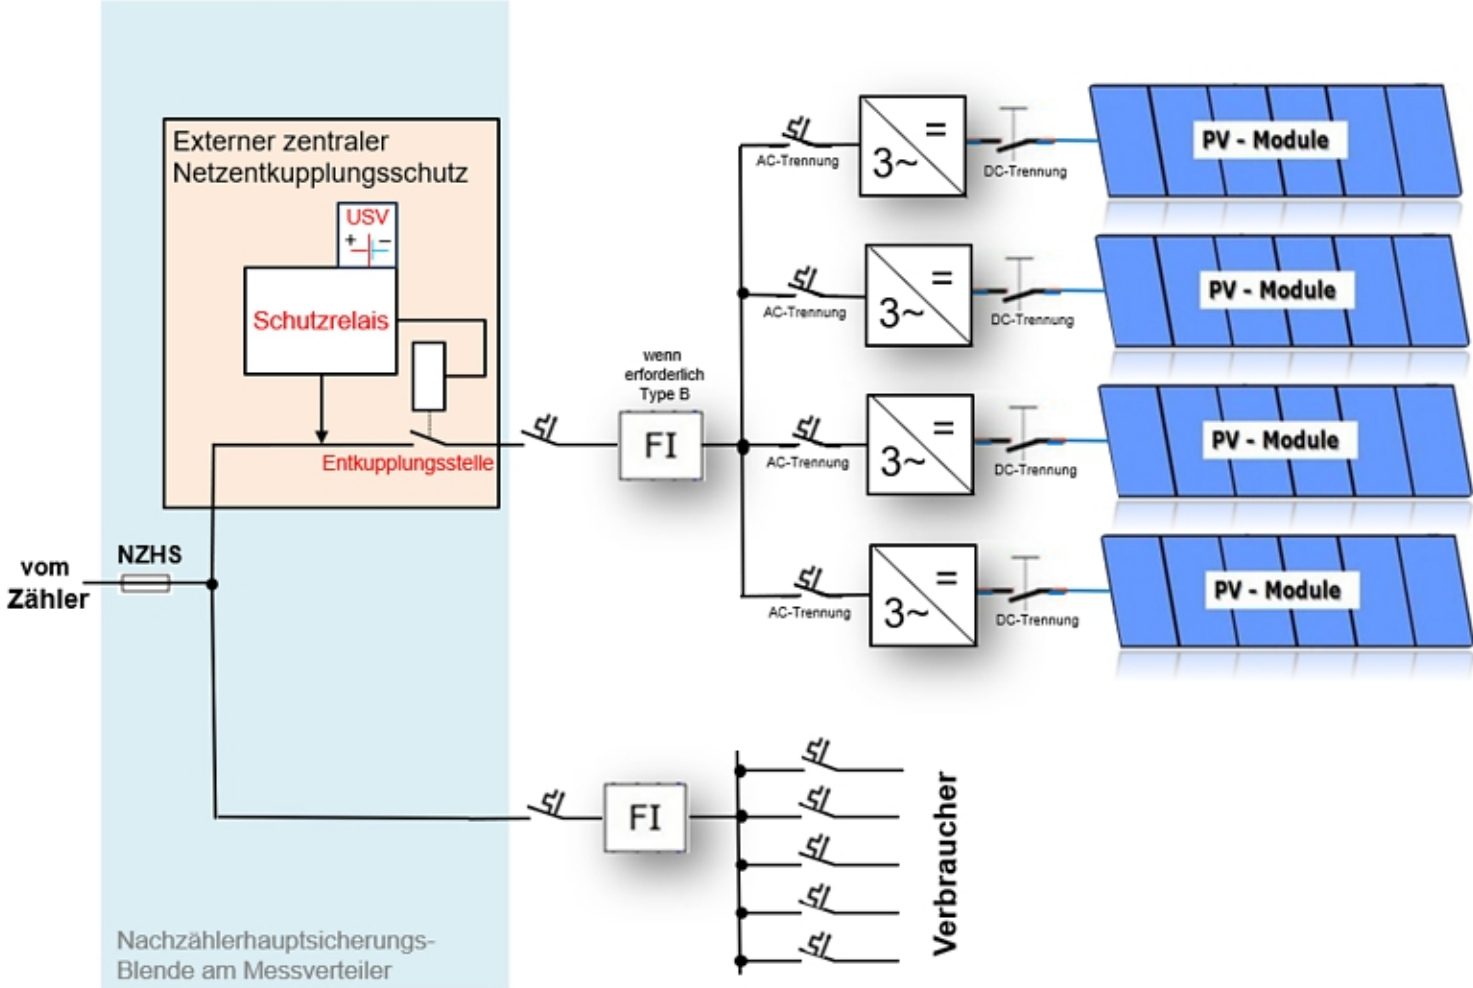 Externer zentraler
Netzentkupplungsschutz
USV
+ −
Schutzrelais
Entkupplungsstelle
wenn
erforderlich
Type B
FI
AC-Trennung
=
3~
DC-Trennung
PV - Module
AC-Trennung
=
3~
DC-Trennung
PV - Module
AC-Trennung
=
3~
DC-Trennung
PV - Module
AC-Trennung
=
3~
DC-Trennung
PV - Module
vom
Zähler
NZHS
FI
Verbraucher
Nachzählerhauptsicherungs-
Blende am Messverteiler